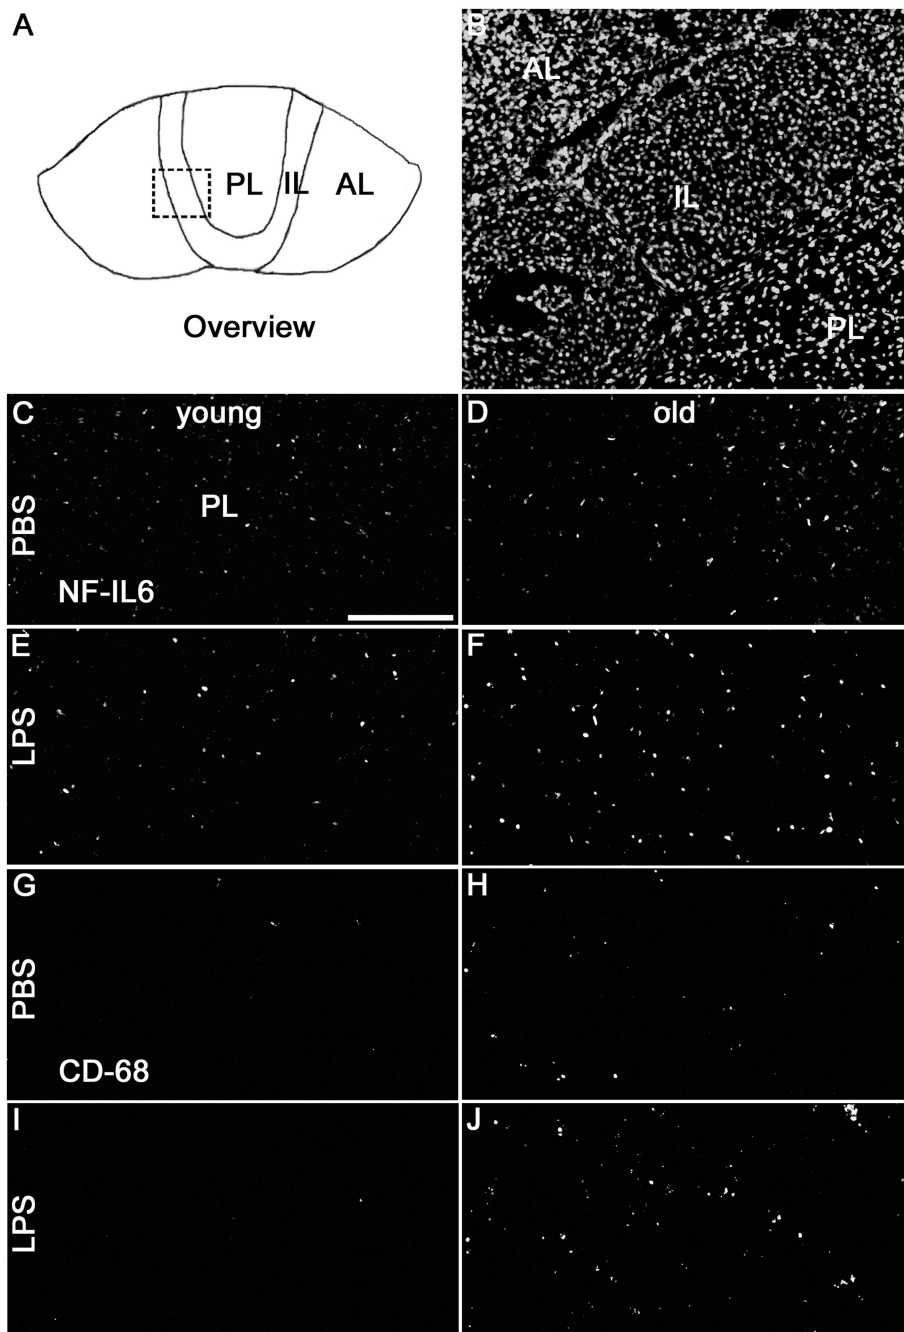 A
PL IL AL
Overview
B
AL
IL
PL
C young
PL
PBS
NF-IL6
D old
E
LPS
F
G
PBS
CD-68
H
I
LPS
J